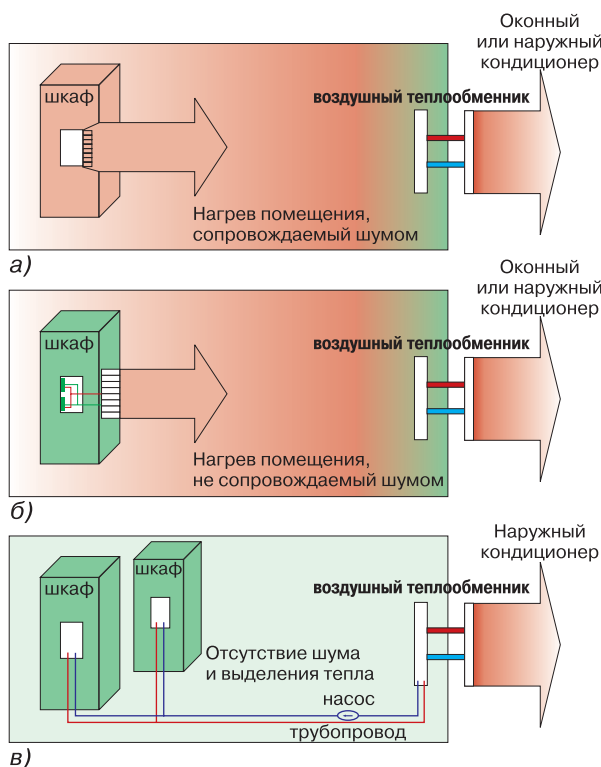 Оконный
или наружный
кондиционер
шкаф
воздушный теплообменник
Нагрев помещения,
сопровождаемый шумом
а)
Оконный
или наружный
кондиционер
шкаф
воздушный теплообменник
Нагрев помещения,
не сопровождаемый шумом
б)
Наружный
кондиционер
шкаф
шкаф
воздушный теплообменник
Отсутствие шума
и выделения тепла
насос
трубопровод
в)